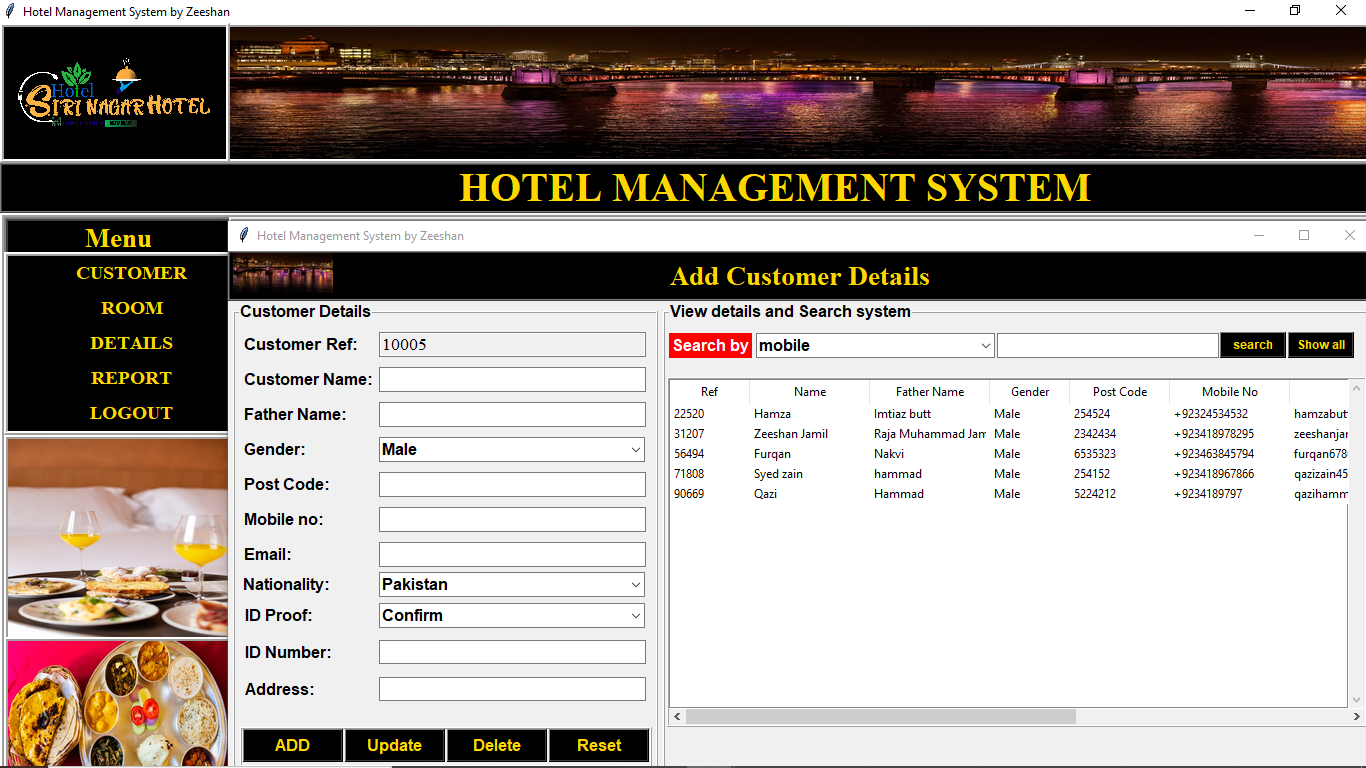 Hotel Management System by Zeeshan
Hotel
SIRI NAGAR HOTEL
HOTEL MANAGEMENT SYSTEM
Menu
CUSTOMER
ROOM
DETAILS
REPORT
LOGOUT
Hotel Management System by Zeeshan
Add Customer Details
Customer Details
Customer Ref: 10005
Customer Name:
Father Name:
Gender: Male
Post Code:
Mobile no:
Email:
Nationality: Pakistan
ID Proof: Confirm
ID Number:
Address:
ADD Update Delete Reset
View details and Search system
Search by mobile search Show all
Ref Name Father Name Gender Post Code Mobile No
22520 Hamza Imtiaz butt Male 254524 +92324534532 hamzabut
31207 Zeeshan Jamil Raja Muhammad Jam Male 2342434 +923418978295 zeeshanjar
56494 Furqan Nakvi Male 6535323 +923463845794 furqan678
71808 Syed zain hammad Male 254152 +923418967866 qazizain45
90669 Qazi Hammad Male 5224212 +9234189797 qazihamm